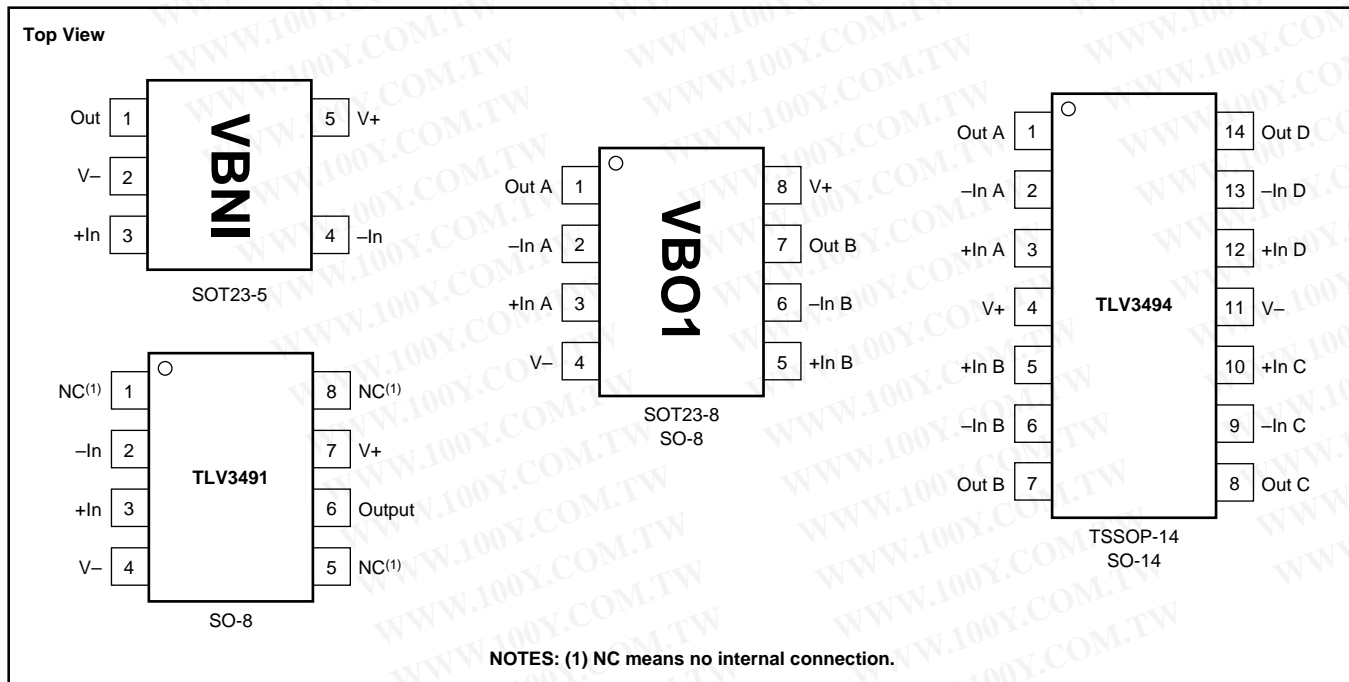 Top View
Out 1
V– 2
+In 3
5 V+
4 –In
VBNI
SOT23-5
NC(1) 1
–In 2
+In 3
V– 4
8 NC(1)
7 V+
6 Output
5 NC(1)
TLV3491
SO-8
Out A 1
–In A 2
+In A 3
V– 4
8 V+
7 Out B
6 –In B
5 +In B
VBO1
SOT23-8
SO-8
Out A 1
–In A 2
+In A 3
V+ 4
+In B 5
–In B 6
Out B 7
14 Out D
13 –In D
12 +In D
11 V–
10 +In C
9 –In C
8 Out C
TLV3494
TSSOP-14
SO-14
NOTES: (1) NC means no internal connection.
WWW.100Y.COM.TW